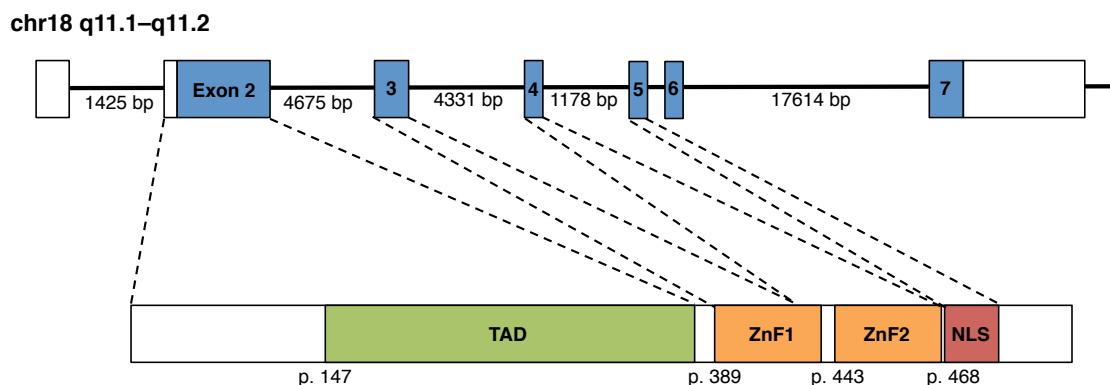 chr18 q11.1–q11.2
Exon 2
3
4
5
6
7
1425 bp
4675 bp
4331 bp
1178 bp
17614 bp
TAD
ZnF1
ZnF2
NLS
p. 147
p. 389
p. 443
p. 468